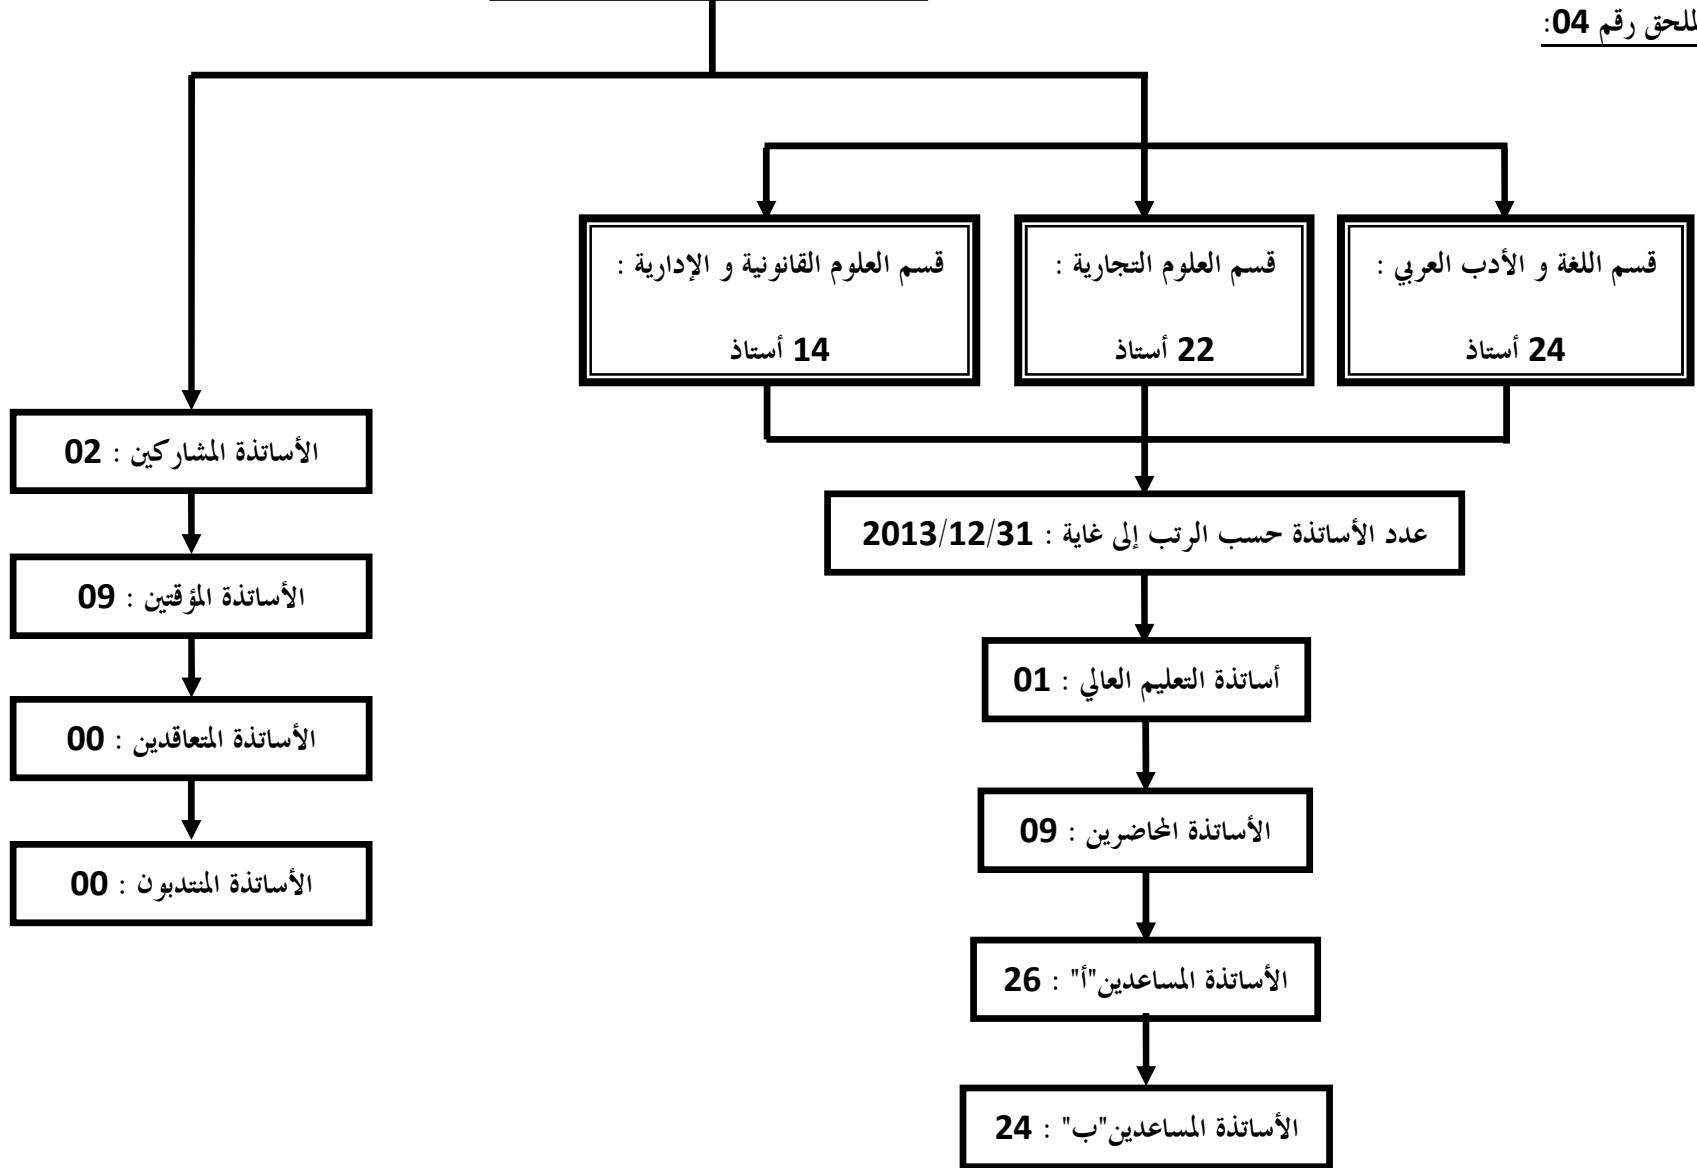 للحق رقم 04:
قسم اللغة و الأدب العربي :
24 أستاذ
قسم العلوم التجارية :
22 أستاذ
قسم العلوم القانونية و الإدارية :
14 أستاذ
عدد الأساتذة حسب الرتب إلى غاية : 2013/12/31
أساتذة التعليم العالي : 01
الأساتذة المحاضرين : 09
الأساتذة المساعدين"أ" : 26
الأساتذة المساعدين"ب" : 24
الأساتذة المشاركين : 02
الأساتذة المؤقتين : 09
الأساتذة المتعاقدين : 00
الأساتذة المنتدبون : 00